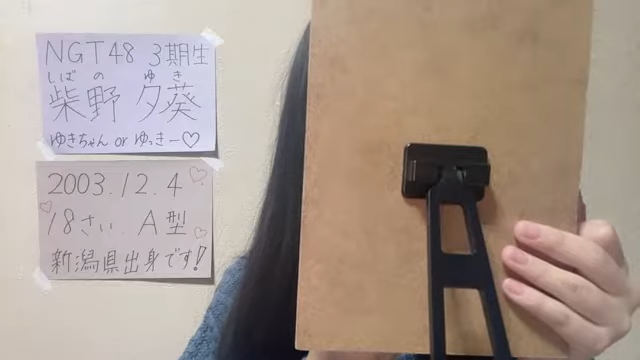 NGT48 3期生
しばの ゆき
柴野 夕葵
ゆきちゃん or ゆっきー♡
2003.12.4
18さい A型
新潟県出身です!